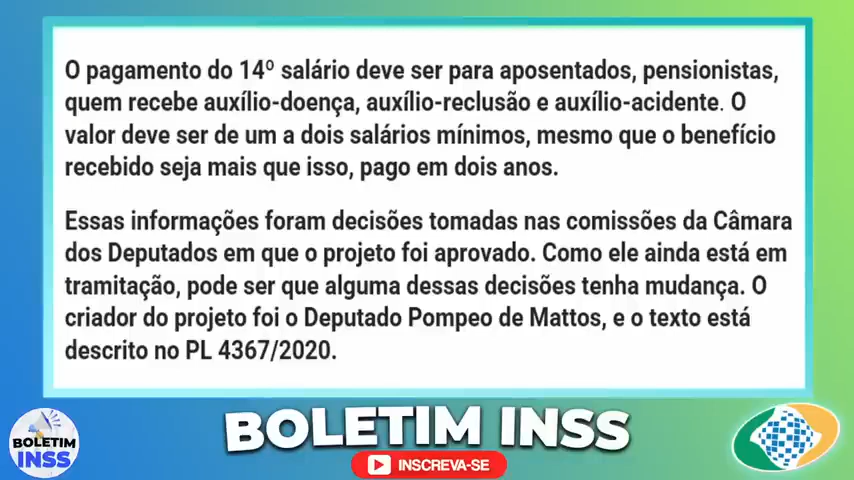 O pagamento do 14º salário deve ser para aposentados, pensionistas,
quem recebe auxílio-doença, auxílio-reclusão e auxílio-acidente. O
valor deve ser de um a dois salários mínimos, mesmo que o benefício
recebido seja mais que isso, pago em dois anos.
Essas informações foram decisões tomadas nas comissões da Câmara
dos Deputados em que o projeto foi aprovado. Como ele ainda está em
tramitação, pode ser que alguma dessas decisões tenha mudança. O
criador do projeto foi o Deputado Pompeo de Mattos, e o texto está
descrito no PL 4367/2020.
BOLETIM INSS
INSCREVA-SE
BOLETIM
INSS